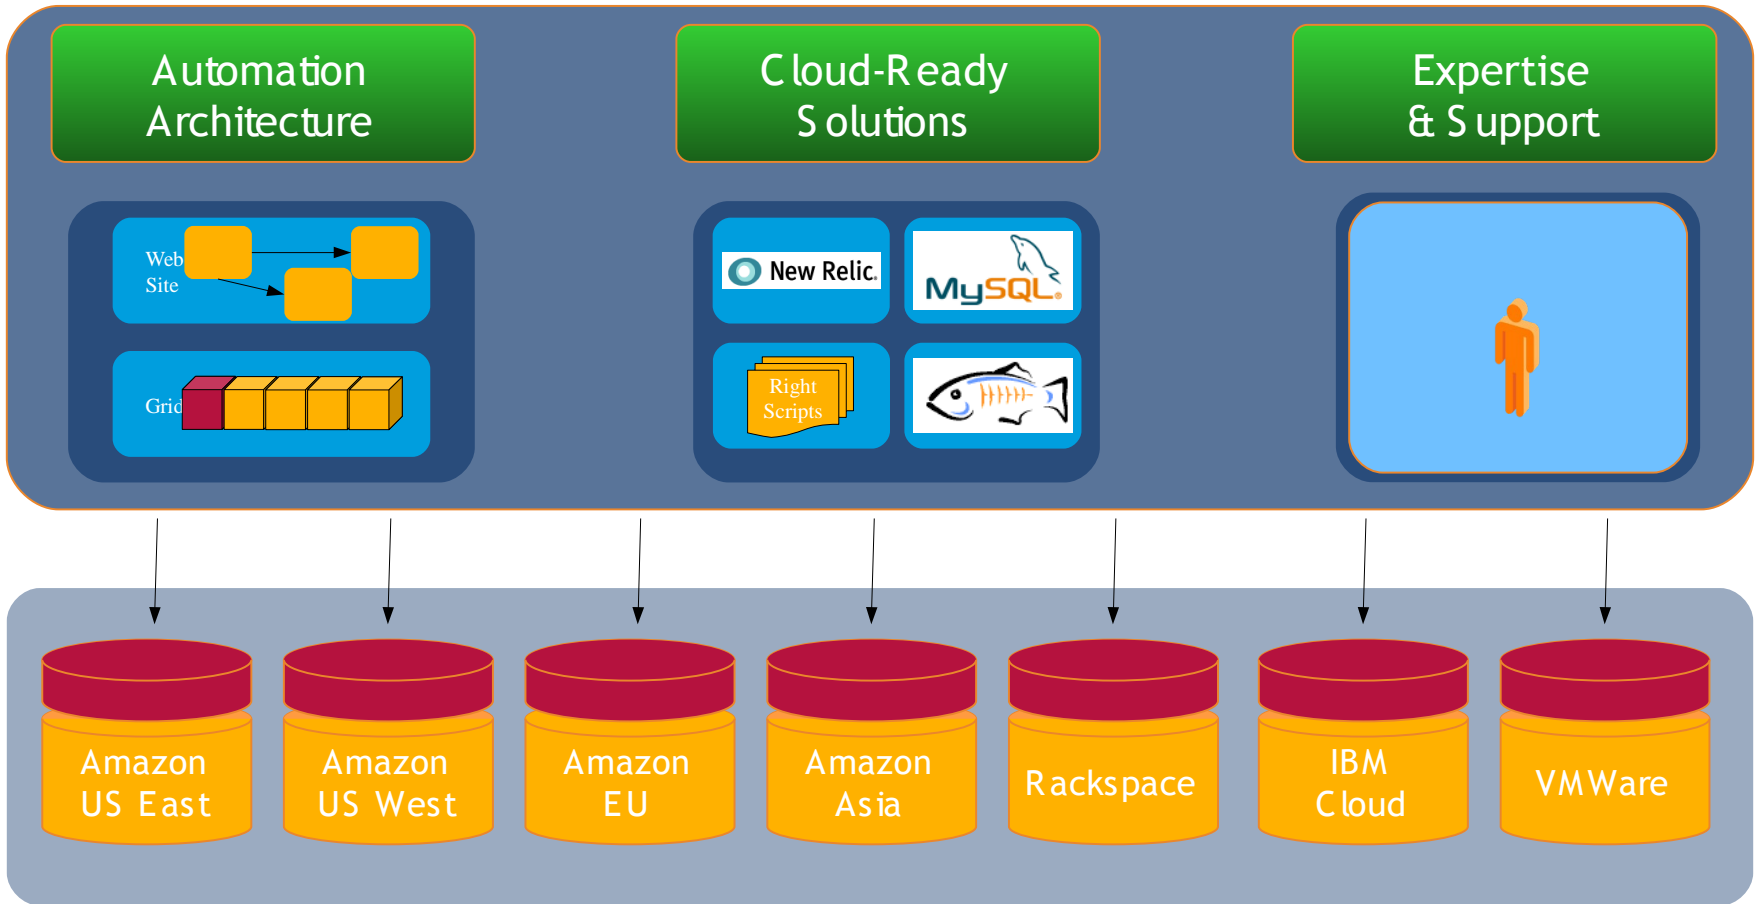 Automation
Architecture
Cloud-Ready
Solutions
Expertise
& Support
Web
Site
Grid
New Relic.
MySQL®
Right
Scripts
Amazon
US East
Amazon
US West
Amazon
EU
Amazon
Asia
Rackspace
IBM
Cloud
VMWare